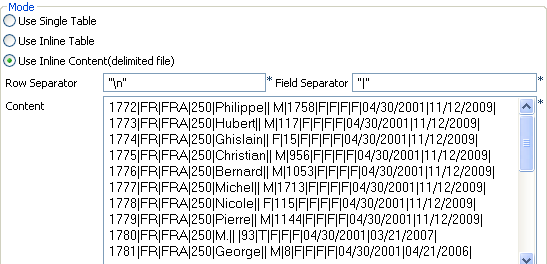 Mode
Use Single Table
Use Inline Table
Use Inline Content(delimited file)
Row Separator "\n" * Field Separator "|" *
Content *
1772|FR|FRA|250|Philippe|| M|1758|F|F|F|F|04/30/2001|11/12/2009|
1773|FR|FRA|250|Hubert|| M|117|F|F|F|F|04/30/2001|11/12/2009|
1774|FR|FRA|250|Ghislain|| F|15|F|F|F|F|04/30/2001|11/12/2009|
1775|FR|FRA|250|Christian|| M|956|F|F|F|F|04/30/2001|11/12/2009|
1776|FR|FRA|250|Bernard|| M|1053|F|F|F|F|04/30/2001|11/12/2009|
1777|FR|FRA|250|Michel|| M|1713|F|F|F|F|04/30/2001|11/12/2009|
1778|FR|FRA|250|Nicole|| F|115|F|F|F|F|04/30/2001|11/12/2009|
1779|FR|FRA|250|Pierre|| M|1144|F|F|F|F|04/30/2001|11/12/2009|
1780|FR|FRA|250|M.|| |93|T|F|F|F|04/30/2001|03/21/2007|
1781|FR|FRA|250|George|| M|8|F|F|F|F|04/30/2001|04/21/2006|